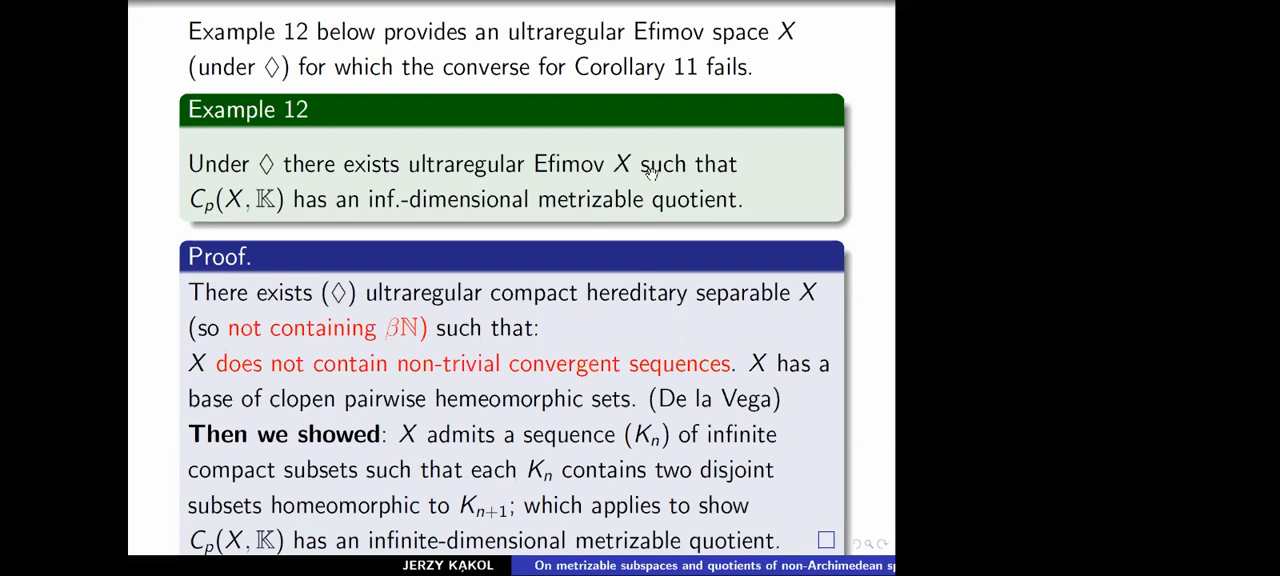 Example 12 below provides an ultraregular Efimov space X
(under ◊) for which the converse for Corollary 11 fails.
Example 12
Under ◊ there exists ultraregular Efimov X such that
Cₚ(X, 𝕂) has an inf.-dimensional metrizable quotient.
Proof.
There exists (◊) ultraregular compact hereditary separable X
(so not containing βℕ) such that:
X does not contain non-trivial convergent sequences. X has a
base of clopen pairwise hemeomorphic sets. (De la Vega)
Then we showed: X admits a sequence (Kₙ) of infinite
compact subsets such that each Kₙ contains two disjoint
subsets homeomorphic to Kₙ₊₁; which applies to show
Cₚ(X, 𝕂) has an infinite-dimensional metrizable quotient. □
JERZY KĄKOL
On metrizable subspaces and quotients of non-Archimedean